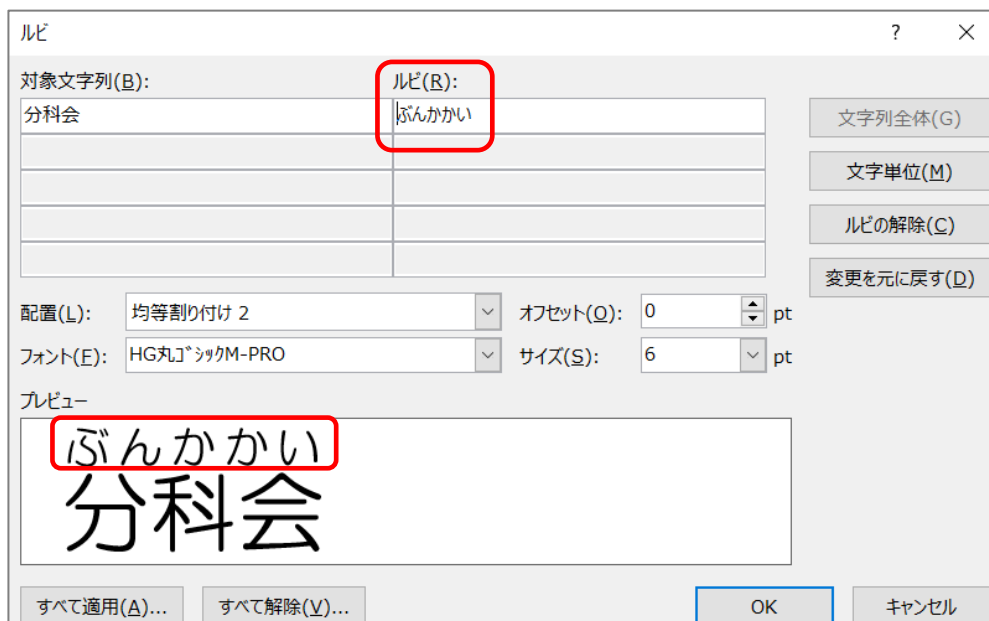 ルビ ? ×
対象文字列(B): ルビ(R):
分科会 ぶんかかい 文字列全体(G)
文字単位(M)
ルビの解除(C)
変更を元に戻す(D)
配置(L): 均等割り付け 2 オフセット(O): 0 pt
フォント(F): HG丸ｺﾞｼｯｸM-PRO サイズ(S): 6 pt
プレビュー
ぶんかかい
分科会
すべて適用(A)... すべて解除(V)... OK キャンセル